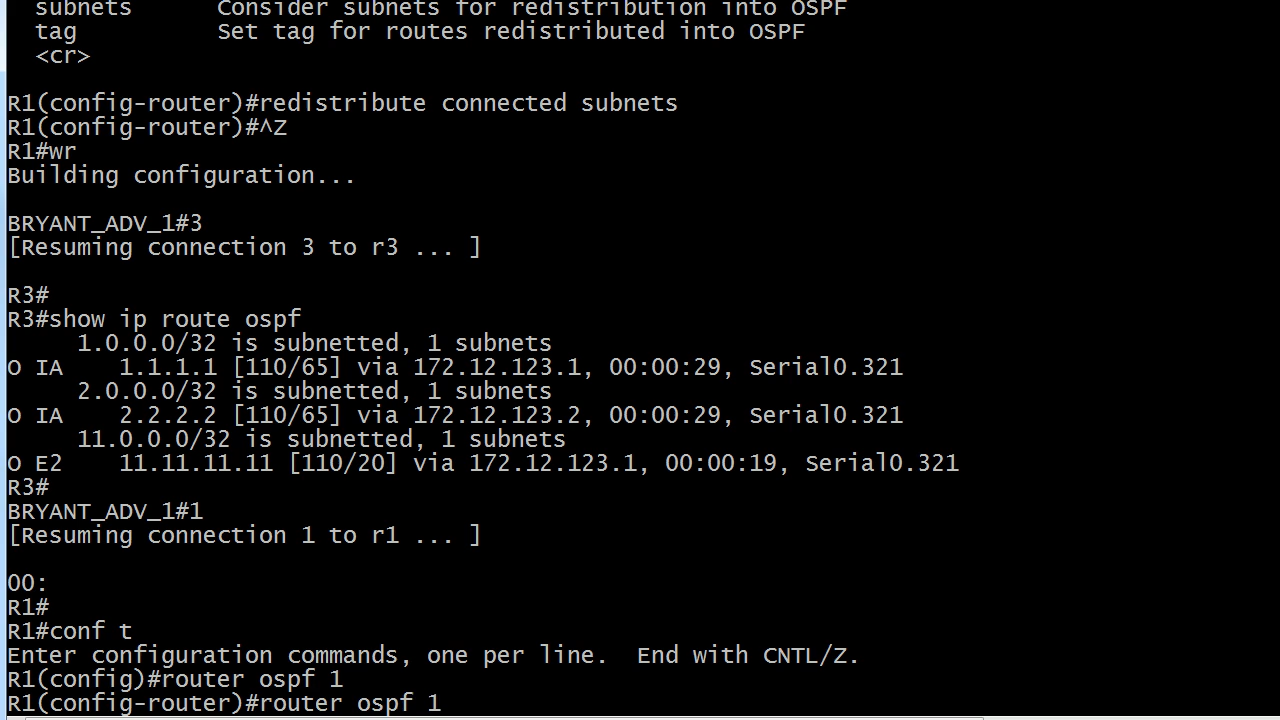 subnets      Consider subnets for redistribution into OSPF
tag          Set tag for routes redistributed into OSPF
<cr>
R1(config-router)#redistribute connected subnets
R1(config-router)#^Z
R1#wr
Building configuration...
BRYANT_ADV_1#3
[Resuming connection 3 to r3 ... ]
R3#
R3#show ip route ospf
     1.0.0.0/32 is subnetted, 1 subnets
O IA    1.1.1.1 [110/65] via 172.12.123.1, 00:00:29, Serial0.321
     2.0.0.0/32 is subnetted, 1 subnets
O IA    2.2.2.2 [110/65] via 172.12.123.2, 00:00:29, Serial0.321
     11.0.0.0/32 is subnetted, 1 subnets
O E2    11.11.11.11 [110/20] via 172.12.123.1, 00:00:19, Serial0.321
R3#
BRYANT_ADV_1#1
[Resuming connection 1 to r1 ... ]
00:
R1#
R1#conf t
Enter configuration commands, one per line.  End with CNTL/Z.
R1(config)#router ospf 1
R1(config-router)#router ospf 1